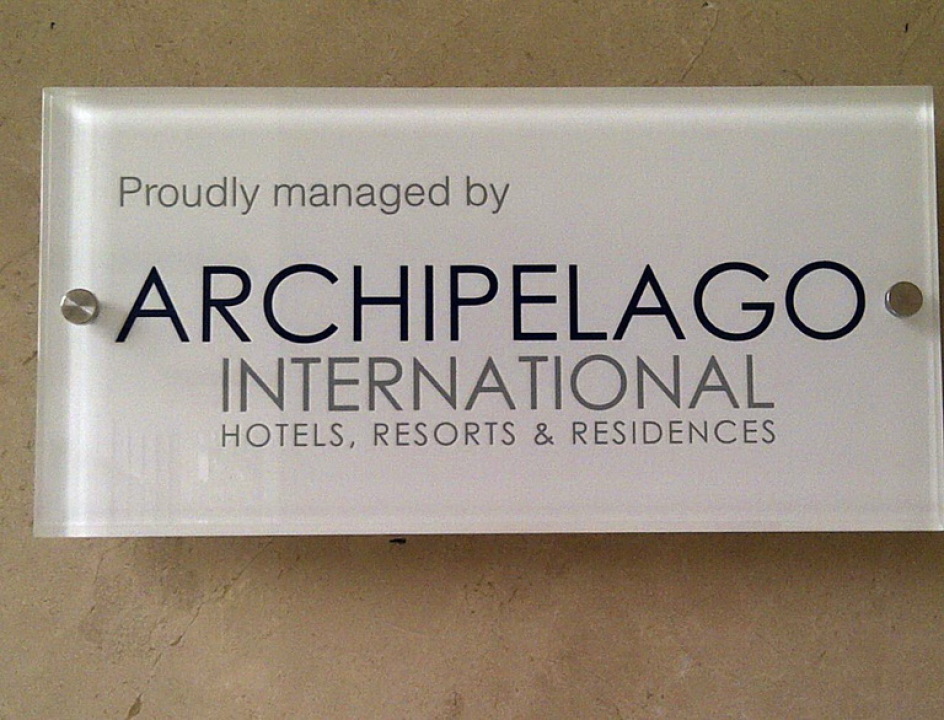 Proudly managed by
ARCHIPELAGO
INTERNATIONAL
HOTELS, RESORTS & RESIDENCES